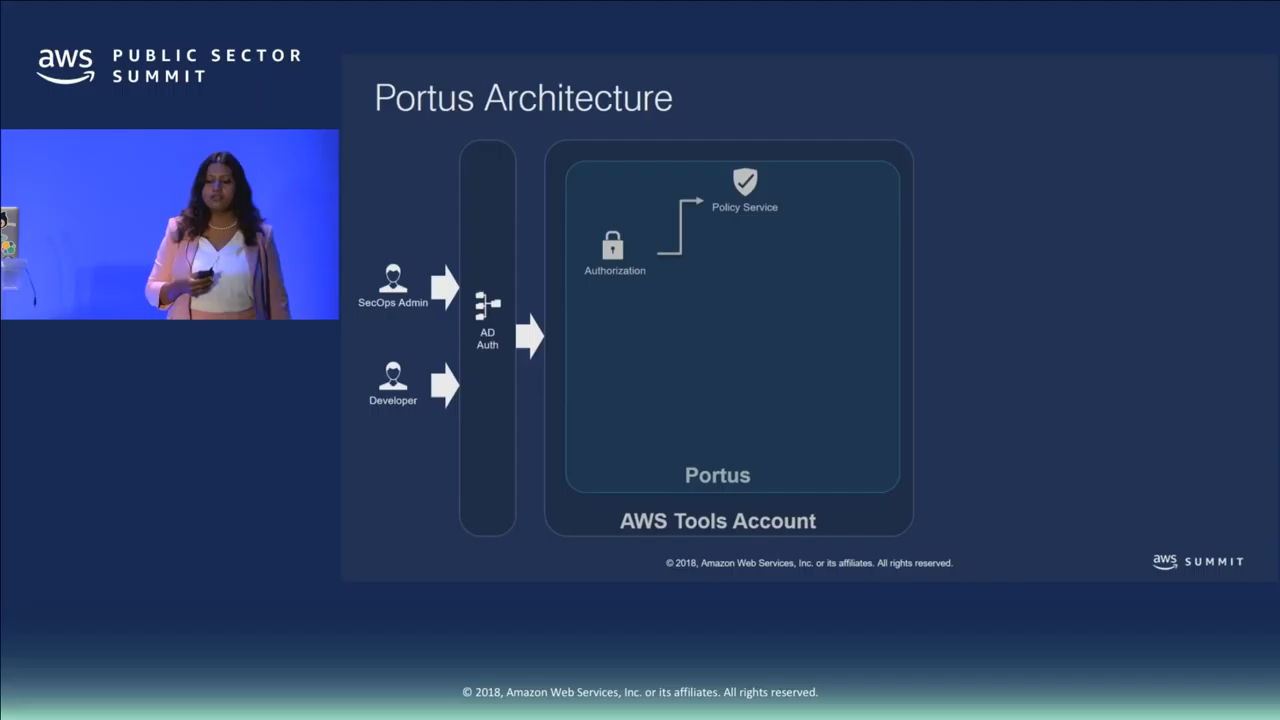 aws
PUBLIC SECTOR
SUMMIT
Portus Architecture
Policy Service
Authorization
SecOps Admin
AD
Auth
Developer
Portus
AWS Tools Account
© 2018, Amazon Web Services, Inc. or its affiliates. All rights reserved.
aws SUMMIT
© 2018, Amazon Web Services, Inc. or its affiliates. All rights reserved.